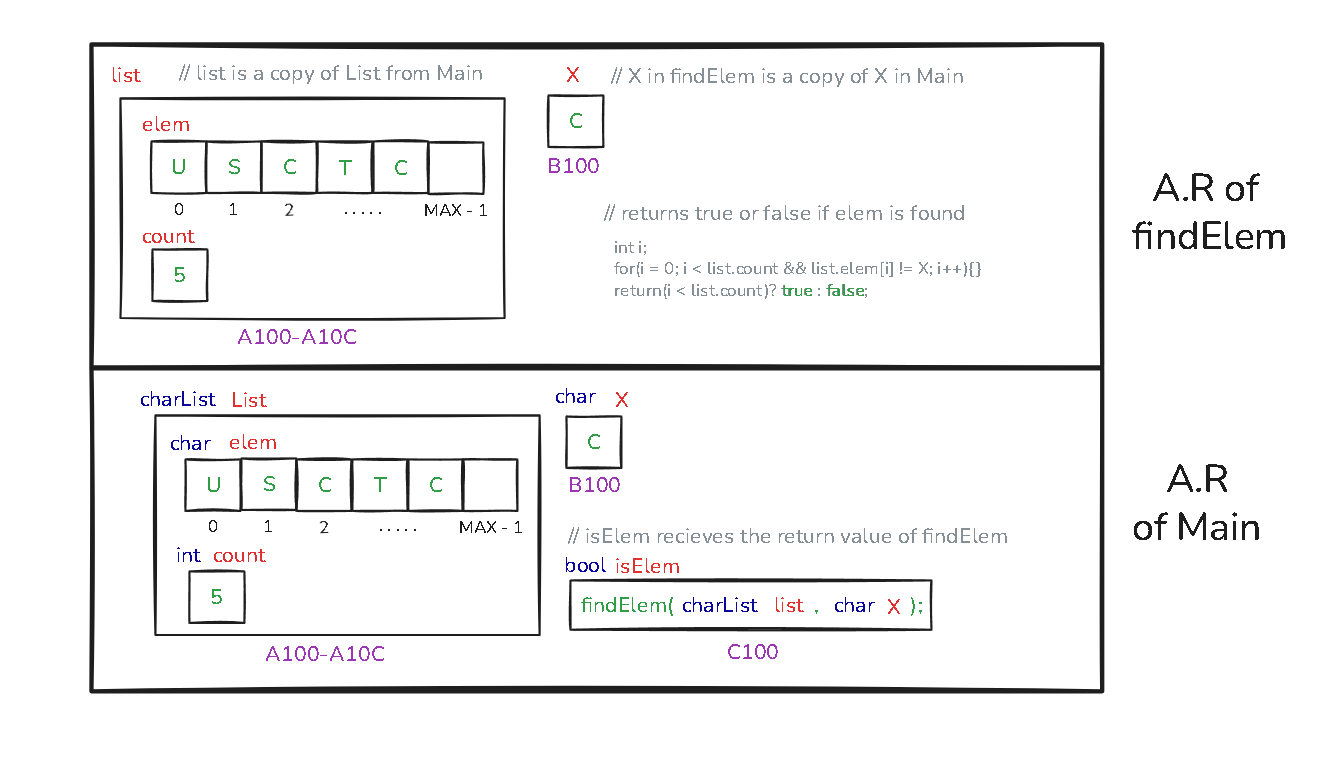 list // list is a copy of List from Main
X // X in findElem is a copy of X in Main
elem
U S C T C
0 1 2 ..... MAX - 1
count
5
A100-A10C
C
B100
// returns true or false if elem is found
int i;
for(i = 0; i < list.count && list.elem[i] != X; i++){}
return(i < list.count)? true : false;
A.R of
findElem
charList List
char elem
U S C T C
0 1 2 ..... MAX - 1
int count
5
A100-A10C
char X
C
B100
// isElem recieves the return value of findElem
bool isElem
findElem( charList list , char X );
C100
A.R
of Main